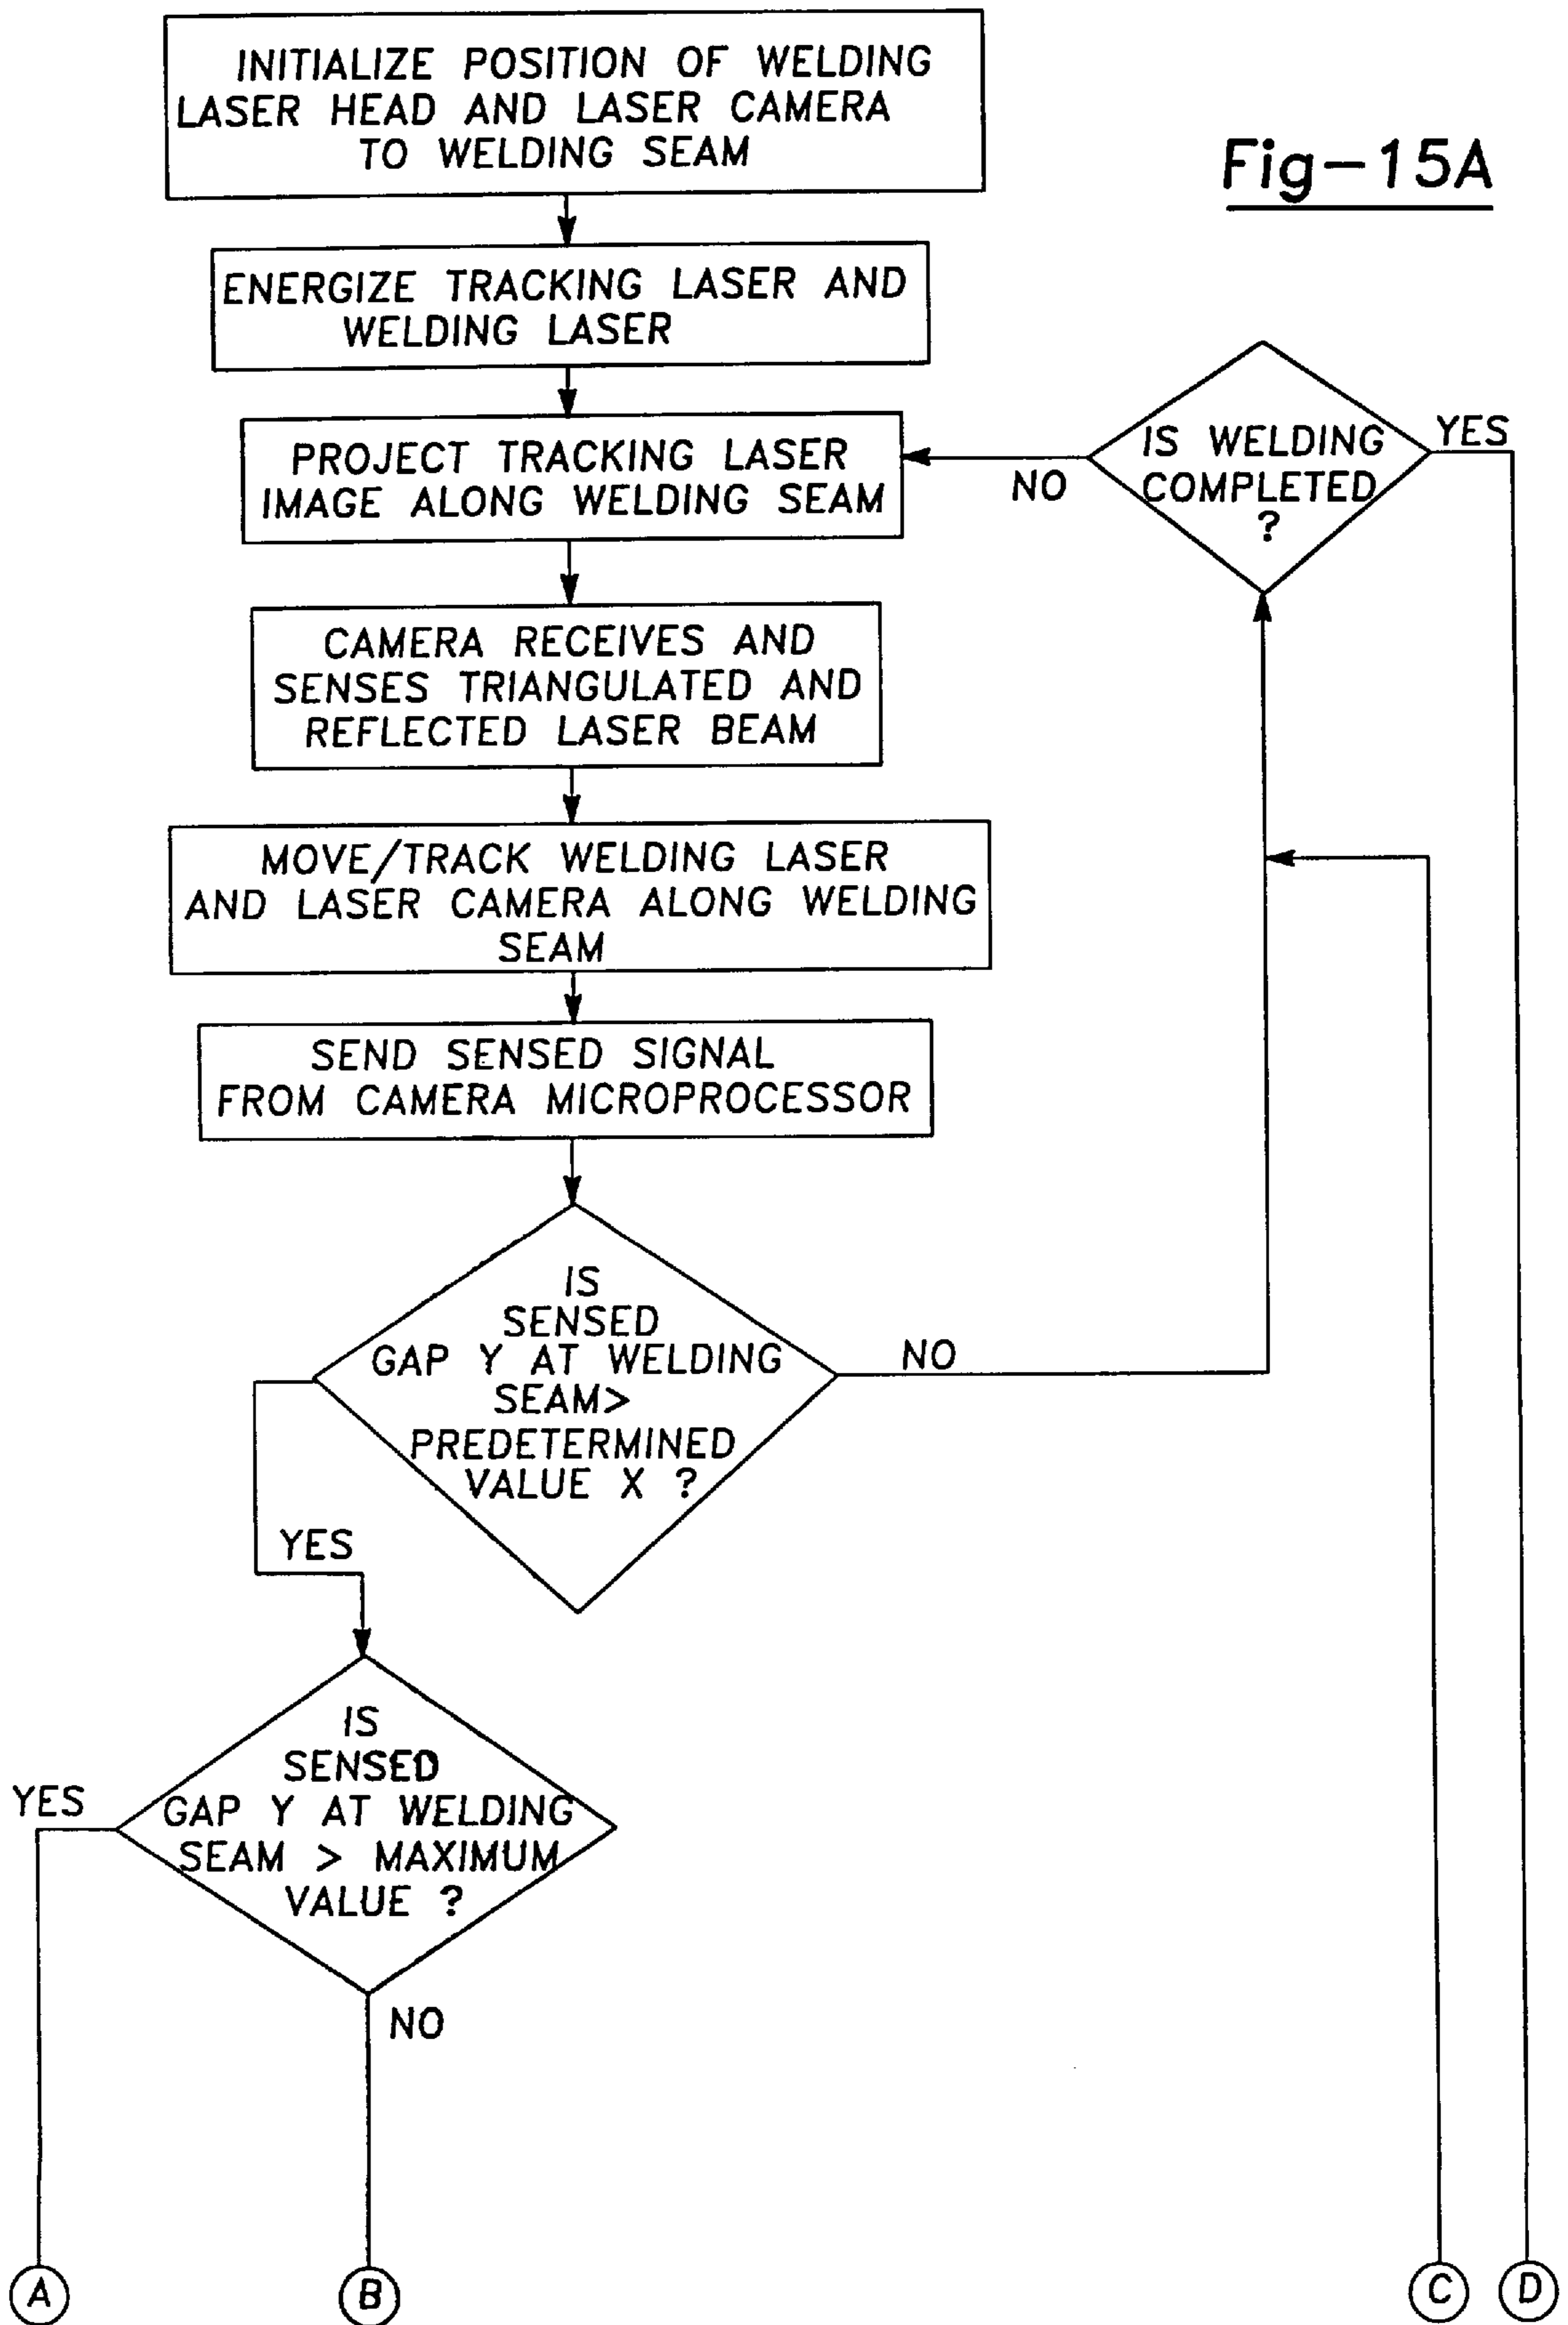 INITIALIZE POSITION OF WELDING
LASER HEAD AND LASER CAMERA
TO WELDING SEAM
Fig-15A
ENERGIZE TRACKING LASER AND
WELDING LASER
PROJECT TRACKING LASER
IMAGE ALONG WELDING SEAM
NO
IS WELDING
COMPLETED
?
YES
CAMERA RECEIVES AND
SENSES TRIANGULATED AND
REFLECTED LASER BEAM
MOVE/TRACK WELDING LASER
AND LASER CAMERA ALONG WELDING
SEAM
SEND SENSED SIGNAL
FROM CAMERA MICROPROCESSOR
IS
SENSED
GAP Y AT WELDING
SEAM>
PREDETERMINED
VALUE X ?
NO
YES
IS
SENSED
GAP Y AT WELDING
SEAM > MAXIMUM
VALUE ?
YES
NO
A
B
C
D